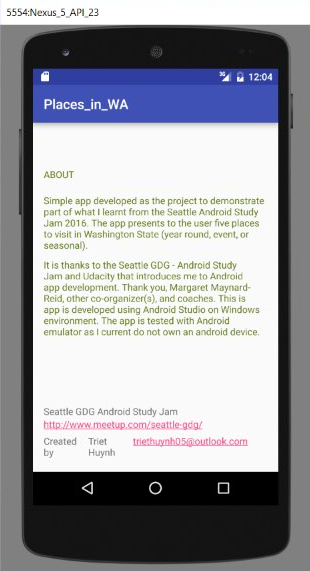 5554:Nexus_5_API_23
3G 12:04
Places_in_WA
ABOUT
Simple app developed as the project to demonstrate
part of what I learnt from the Seattle Android Study
Jam 2016. The app presents to the user five places
to visit in Washington State (year round, event, or
seasonal).
It is thanks to the Seattle GDG - Android Study
Jam and Udacity that introduces me to Android
app development. Thank you, Margaret Maynard-
Reid, other co-organizer(s), and coaches. This is
app is developed using Android Studio on Windows
environment. The app is tested with Android
emulator as I current do not own an android device.
Seattle GDG Android Study Jam
http://www.meetup.com/seattle-gdg/
Created by Triet Huynh triethuynh05@outlook.com